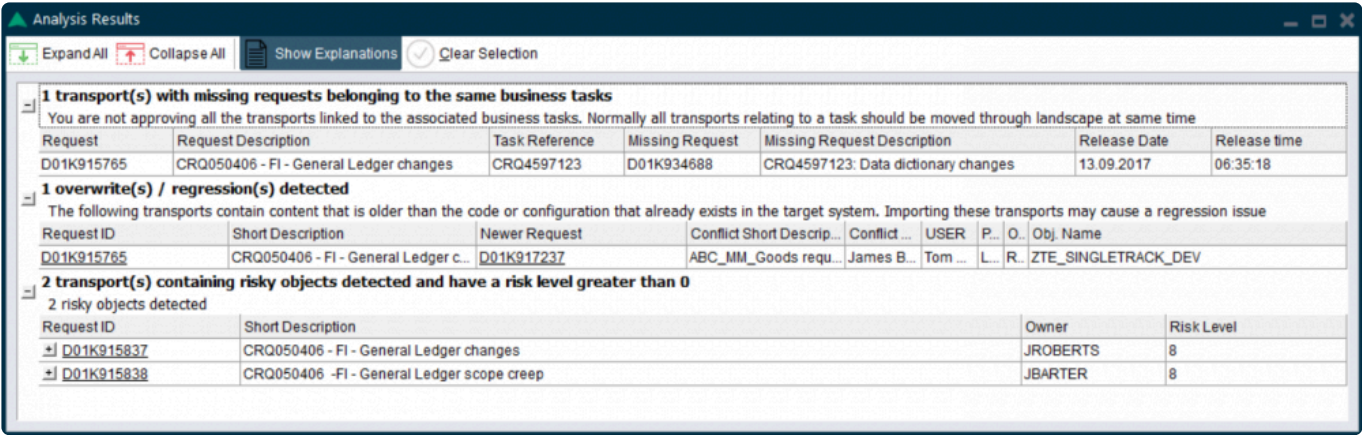 Analysis Results
Expand All Collapse All Show Explanations Clear Selection
1 transport(s) with missing requests belonging to the same business tasks
You are not approving all the transports linked to the associated business tasks. Normally all transports relating to a task should be moved through landscape at same time
Request Request Description Task Reference Missing Request Missing Request Description Release Date Release time
D01K915765 CRQ050406 - FI - General Ledger changes CRQ4597123 D01K934688 CRQ4597123: Data dictionary changes 13.09.2017 06:35:18
1 overwrite(s) / regression(s) detected
The following transports contain content that is older than the code or configuration that already exists in the target system. Importing these transports may cause a regression issue
Request ID Short Description Newer Request Conflict Short Descrip... Conflict ... USER P... O.. Obj. Name
D01K915765 CRQ050406 - FI - General Ledger c... D01K917237 ABC_MM_Goods requ... James B... Tom ... L... R.. ZTE_SINGLETRACK_DEV
2 transport(s) containing risky objects detected and have a risk level greater than 0
2 risky objects detected
Request ID Short Description Owner Risk Level
D01K915837 CRQ050406 - FI - General Ledger changes JROBERTS 8
D01K915838 CRQ050406 -FI - General Ledger scope creep JBARTER 8